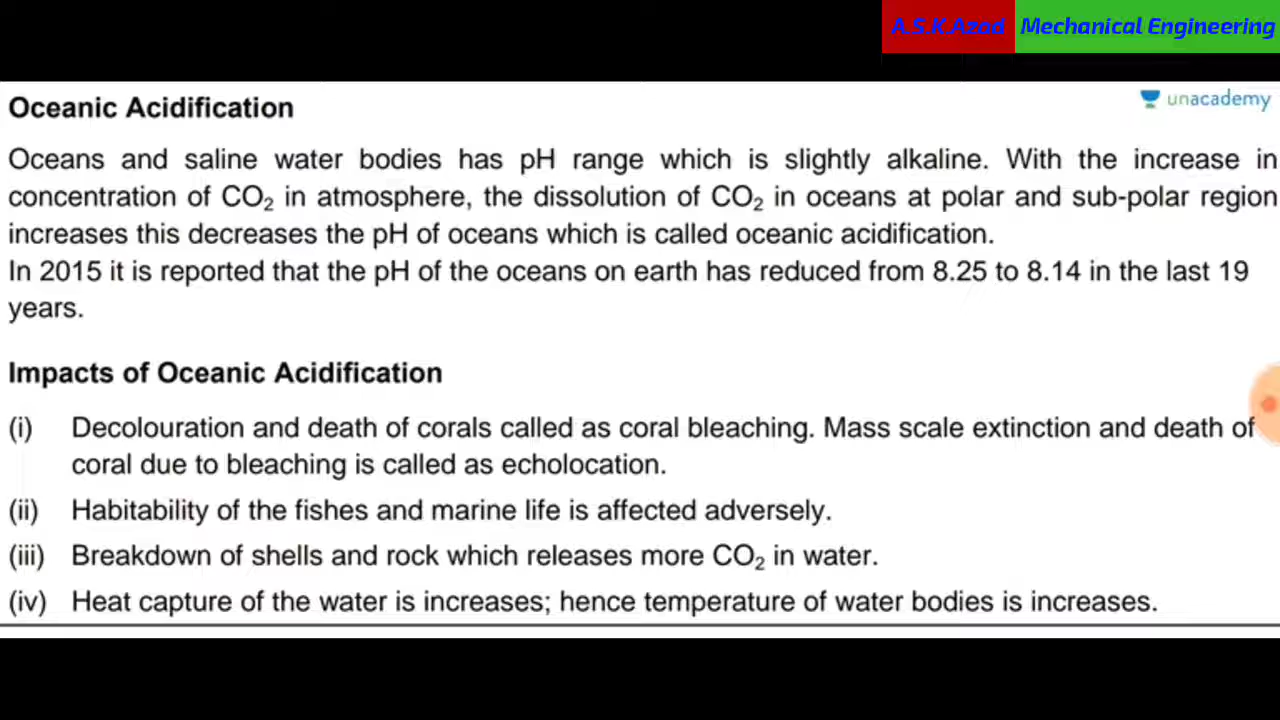 A.S.K.Azad Mechanical Engineering
Oceanic Acidification
unacademy
Oceans and saline water bodies has pH range which is slightly alkaline. With the increase in
concentration of CO₂ in atmosphere, the dissolution of CO₂ in oceans at polar and sub-polar region
increases this decreases the pH of oceans which is called oceanic acidification.
In 2015 it is reported that the pH of the oceans on earth has reduced from 8.25 to 8.14 in the last 19
years.
Impacts of Oceanic Acidification
(i) Decolouration and death of corals called as coral bleaching. Mass scale extinction and death of
coral due to bleaching is called as echolocation.
(ii) Habitability of the fishes and marine life is affected adversely.
(iii) Breakdown of shells and rock which releases more CO₂ in water.
(iv) Heat capture of the water is increases; hence temperature of water bodies is increases.